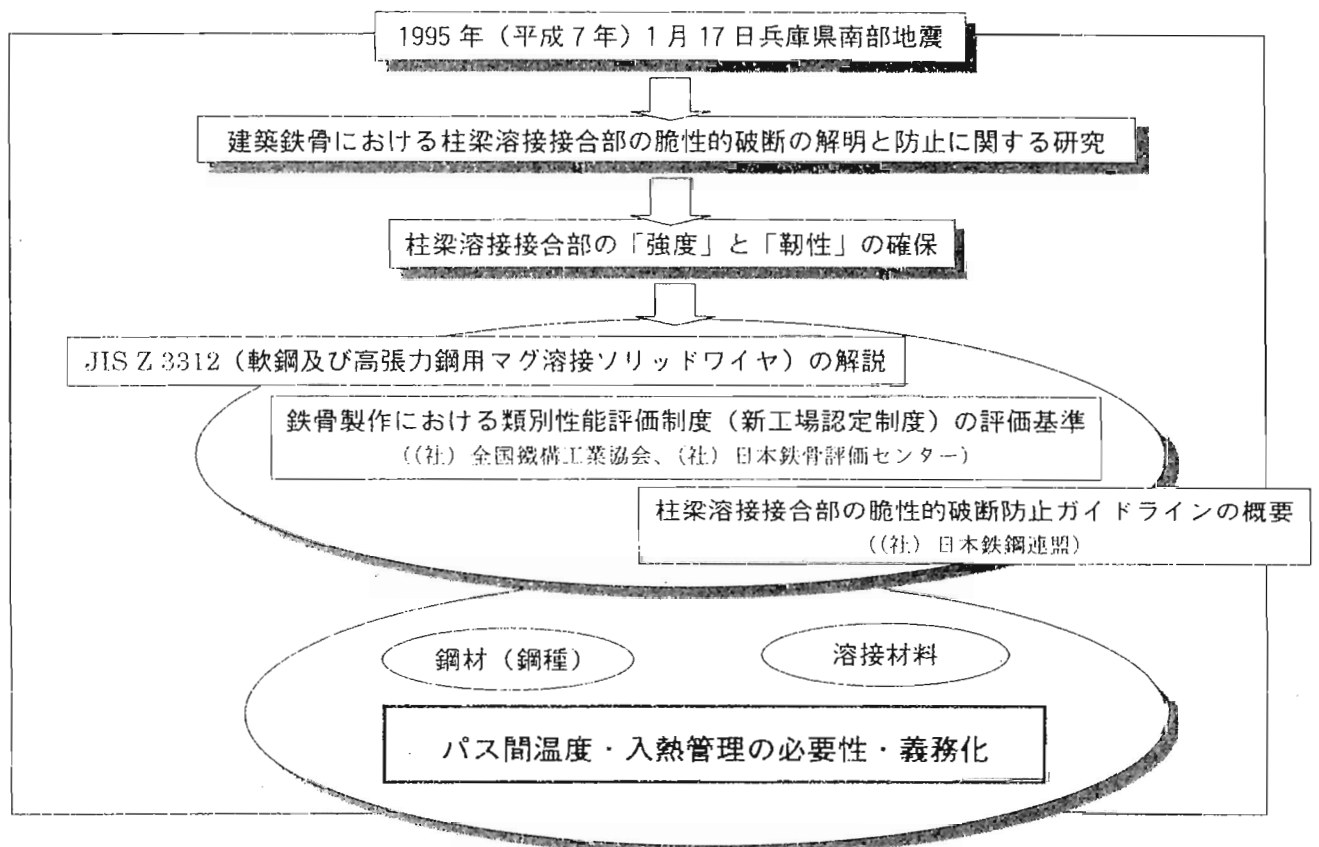 1995年（平成7年）1月17日兵庫県南部地震
建築鉄骨における柱梁溶接接合部の脆性的破断の解明と防止に関する研究
柱梁溶接接合部の「強度」と「靭性」の確保
JIS Z 3312（軟鋼及び高張力鋼用マグ溶接ソリッドワイヤ）の解説
鉄骨製作における類別性能評価制度（新工場認定制度）の評価基準
（(社) 全国鐵構工業協会、(社) 日本鉄骨評価センター）
柱梁溶接接合部の脆性的破断防止ガイドラインの概要
（(社) 日本鉄鋼連盟）
鋼材（鋼種）
溶接材料
パス間温度・入熱管理の必要性・義務化